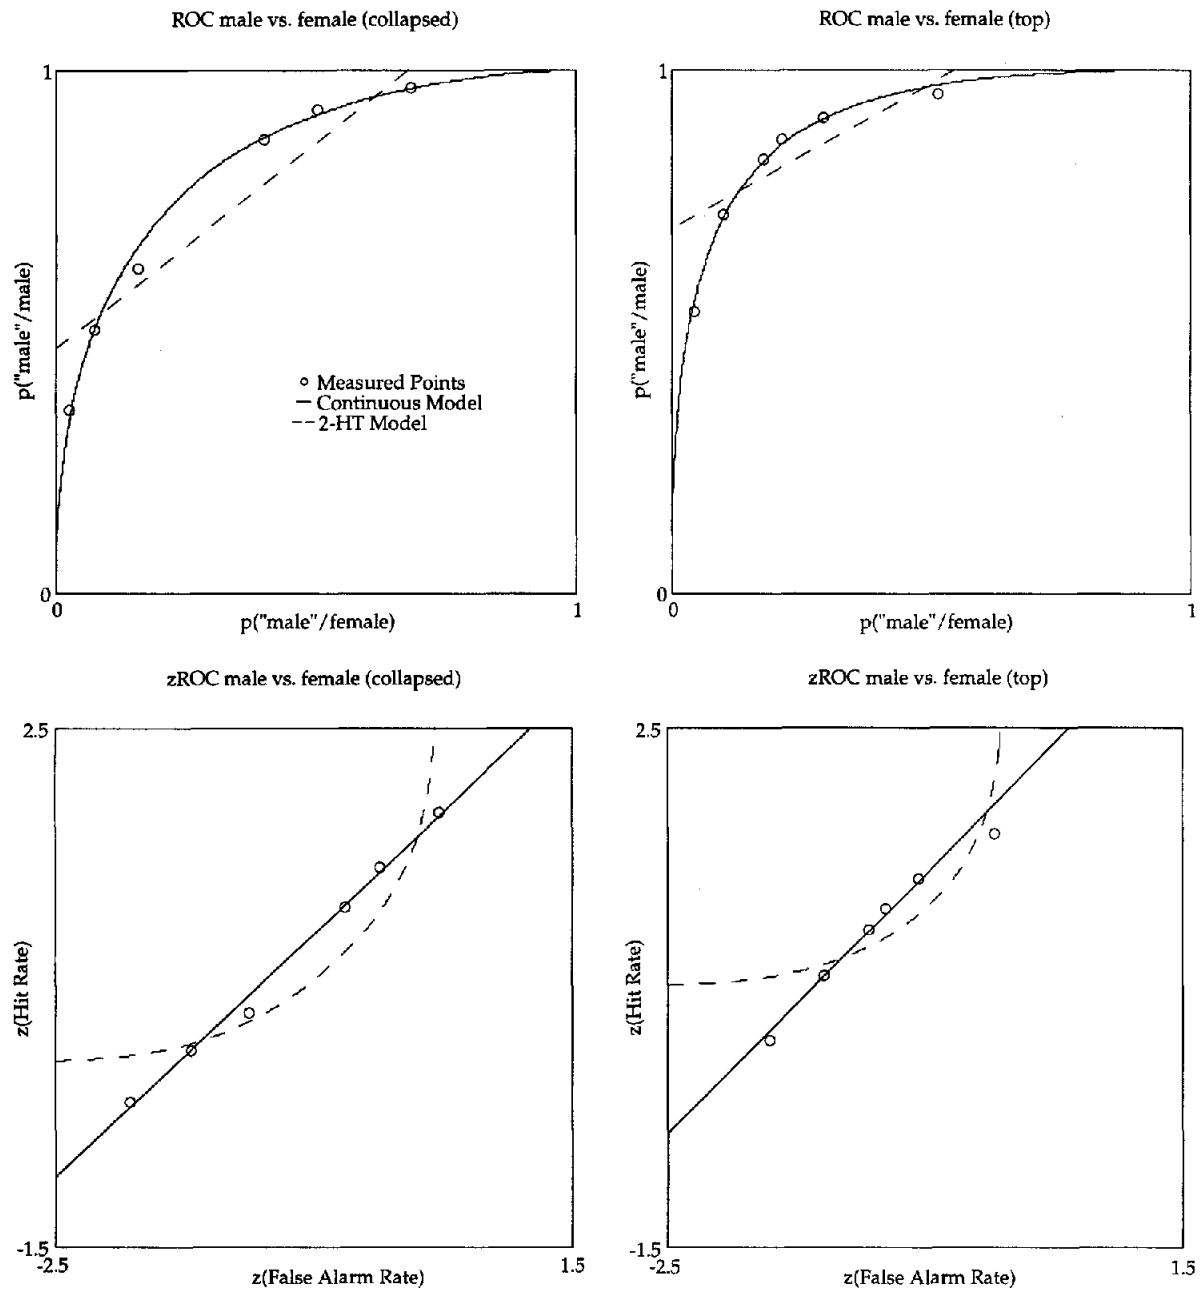 ROC male vs. female (collapsed)
1
p("male"/male)
0
0
1
p("male"/female)
Measured Points
Continuous Model
2-HT Model
ROC male vs. female (top)
1
p("male"/male)
0
0
1
p("male"/female)
zROC male vs. female (collapsed)
2.5
z(Hit Rate)
-1.5
-2.5
1.5
z(False Alarm Rate)
zROC male vs. female (top)
2.5
z(Hit Rate)
-1.5
-2.5
1.5
z(False Alarm Rate)